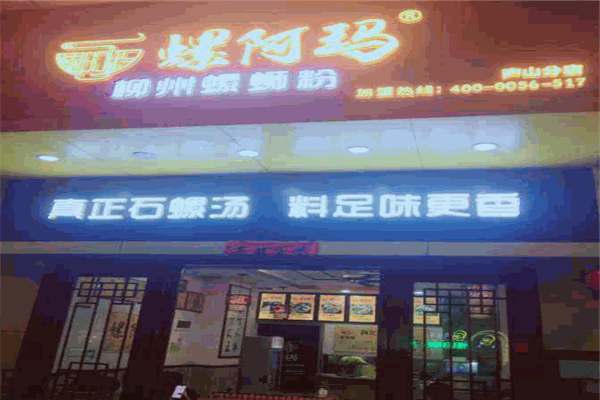 螺阿玛®
柳州螺蛳粉
庐山分店
加盟热线：400-0056-517
真正石螺汤 料足味更香